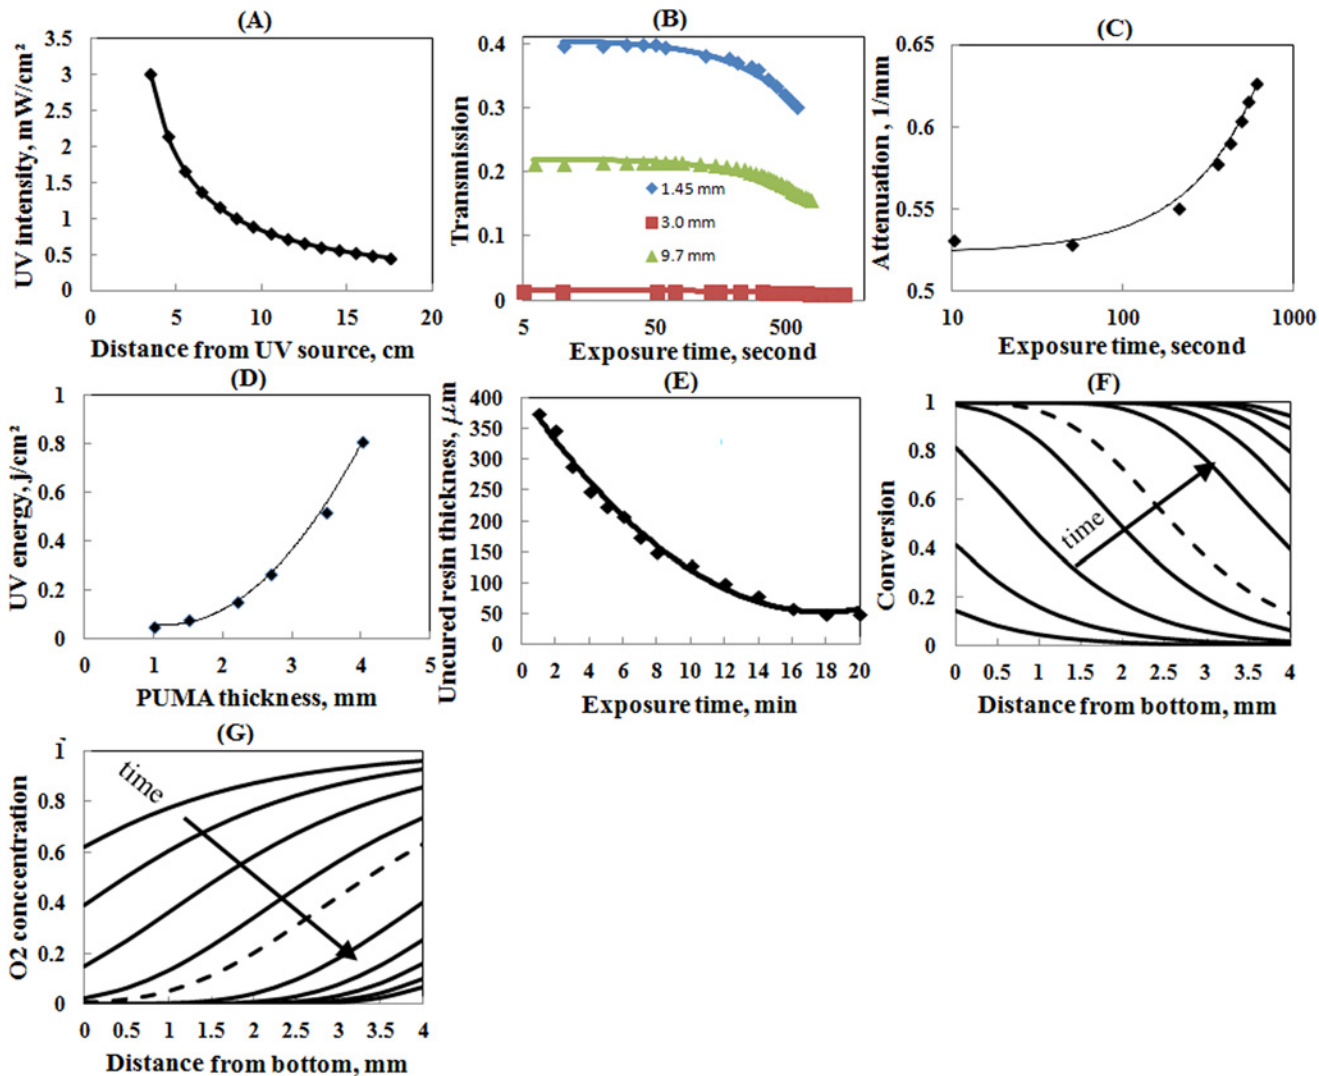 (A)
UV intensity, mW/cm²
3.5
3
2.5
2
1.5
1
0.5
0
0 5 10 15 20
Distance from UV source, cm
(B)
Transmission
0.4
0.3
0.2
0.1
0
1.45 mm
3.0 mm
9.7 mm
5 50 500
Exposure time, second
(C)
Attenuation , 1/mm
0.65
0.6
0.55
0.5
10 100 1000
Exposure time, second
(D)
UV energy, j/cm²
1
0.8
0.6
0.4
0.2
0
0 1 2 3 4 5
PUMA thickness, mm
(E)
Uncured resin thickness, μm
400
350
300
250
200
150
100
50
0
0 2 4 6 8 10 12 14 16 18 20
Exposure time, min
(F)
Conversion
1
0.8
0.6
0.4
0.2
0
time
0 0.5 1 1.5 2 2.5 3 3.5 4
Distance from bottom, mm
(G)
O2 conccentration
1
0.8
0.6
0.4
0.2
0
time
0 0.5 1 1.5 2 2.5 3 3.5 4
Distance from bottom, mm